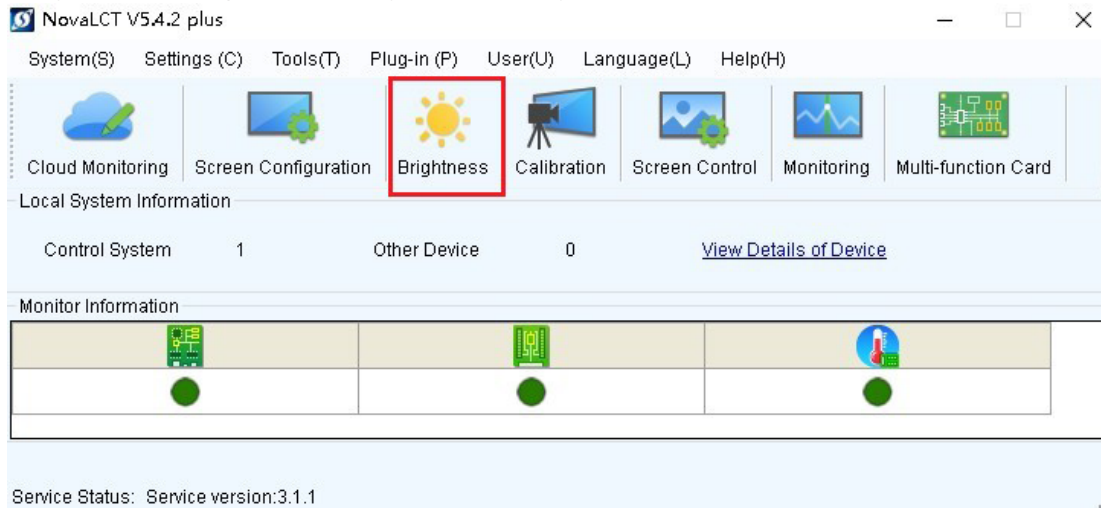 NovaLCT V5.4.2 plus
System(S) Settings (C) Tools(T) Plug-in (P) User(U) Language(L) Help(H)
Cloud Monitoring Screen Configuration Brightness Calibration Screen Control Monitoring Multi-function Card
Local System Information
Control System 1 Other Device 0 View Details of Device
Monitor Information
Service Status: Service version:3.1.1